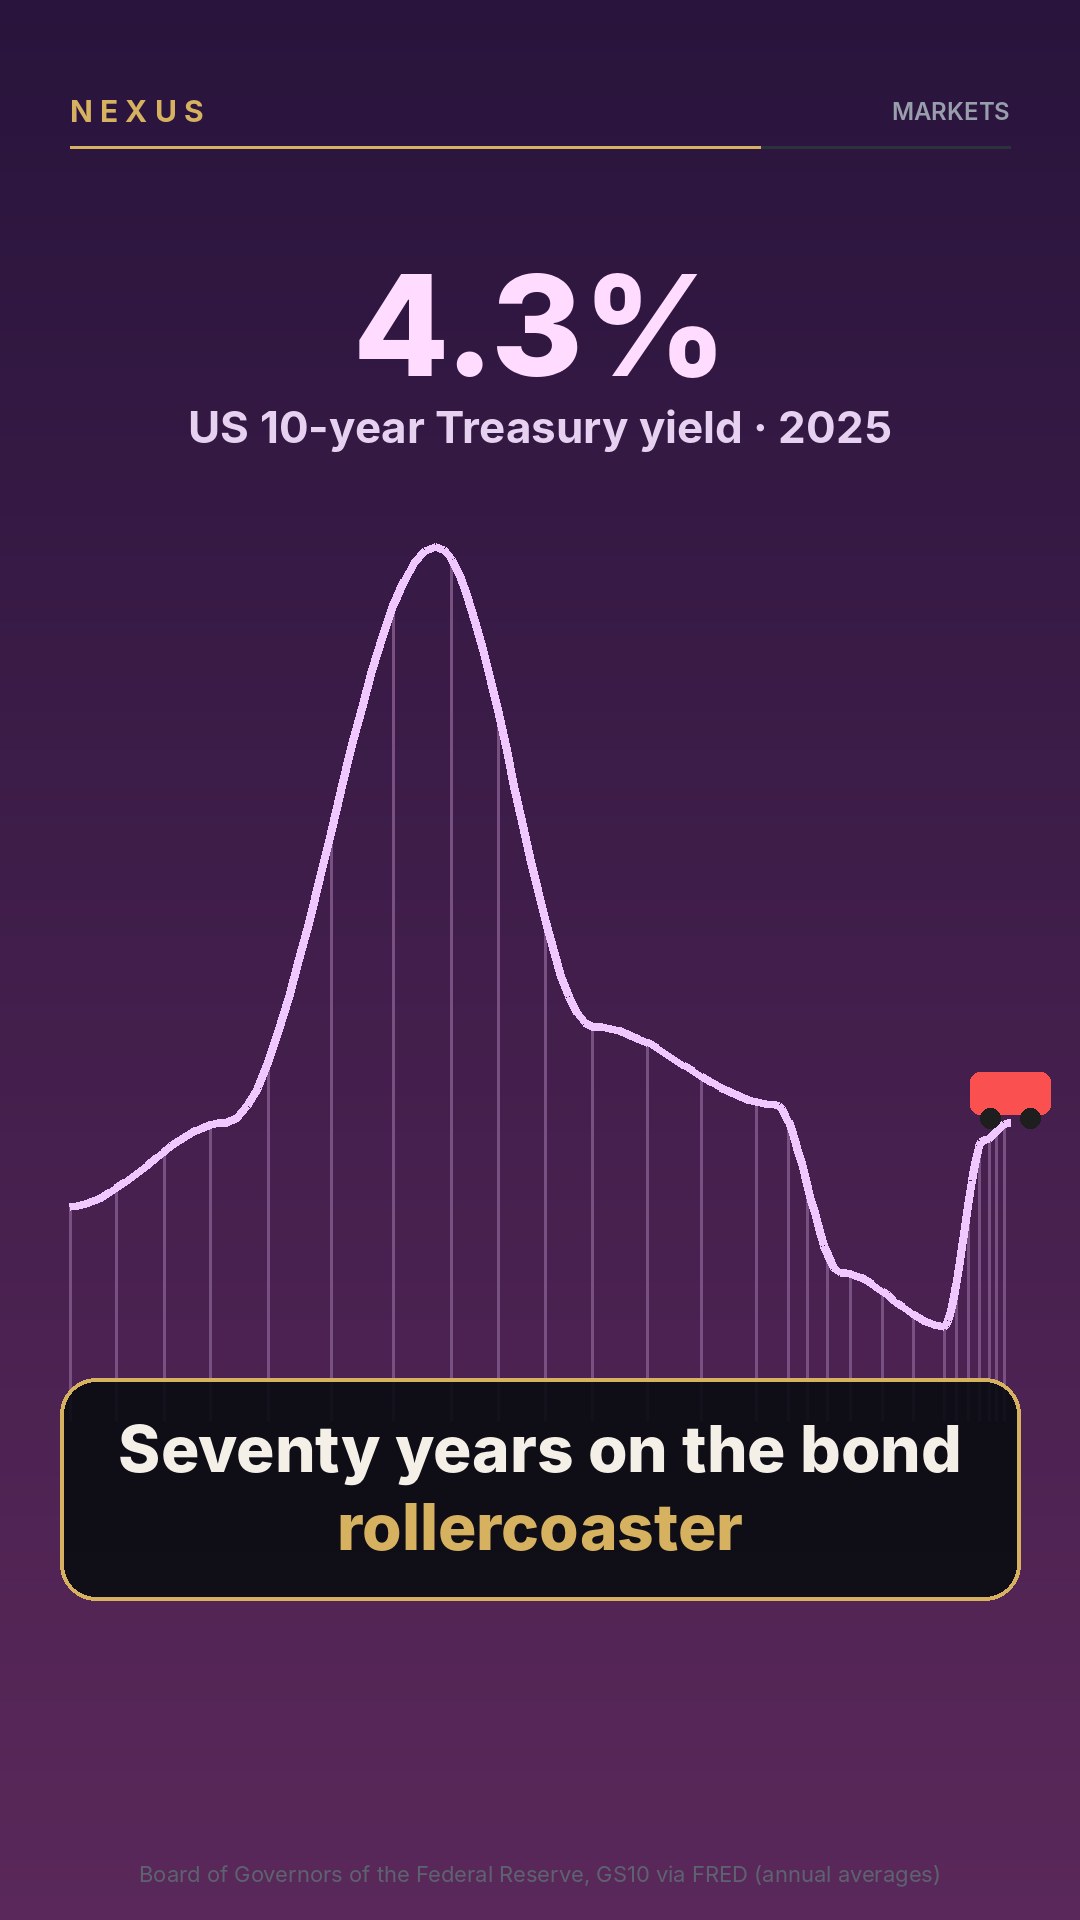 NEXUS
MARKETS
4.3%
US 10-year Treasury yield · 2025
Seventy years on the bond
rollercoaster
Board of Governors of the Federal Reserve, GS10 via FRED (annual averages)